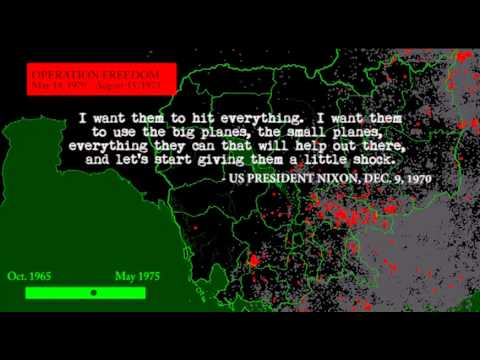 OPERATION FREEDOM
May 1970 - August 1973
I want them to hit everything. I want them
to use the big planes, the small planes,
everything they can that will help out there,
and let's start giving them a little shock.
- US PRESIDENT NIXON, DEC. 9, 1970
Oct. 1965 May 1975